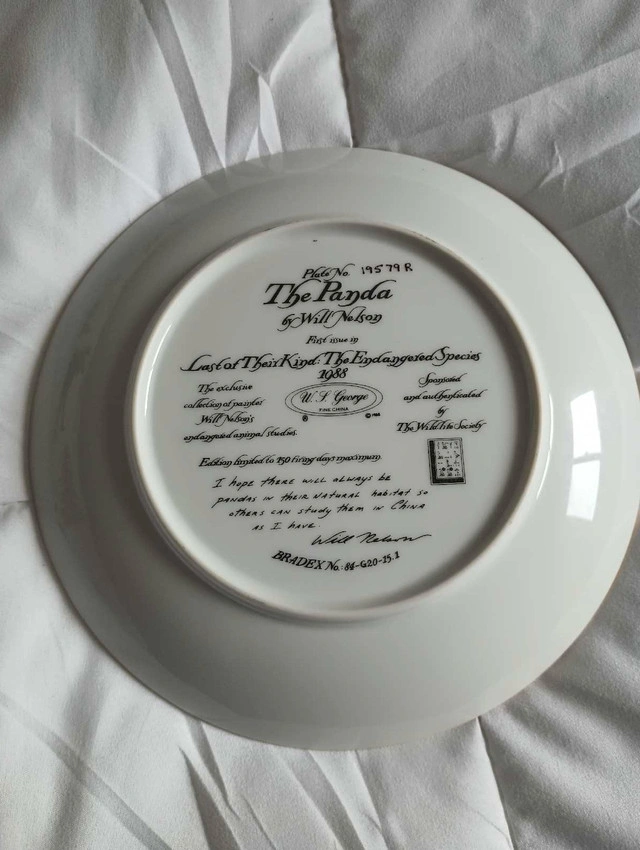 Plate No. 19579R
The Panda
by Will Nelson
First issue in
Last of Their Kind: The Endangered Species
1988
The exclusive
collection of painter
Will Nelson's
endangered animal studies.
W. S. George
FINE CHINA
®
©
Sponsored
and authenticated
by
The Wildlife Society
Edition limited to 150 firing days maximum.
I hope there will always be
pandas in their natural habitat so
others can study them in China
as I have.
Will Nelson
BRADEX No.: 84-G20-15.1